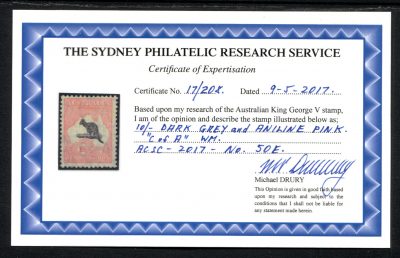 THE SYDNEY PHILATELIC RESEARCH SERVICE
Certificate of Expertisation
Certificate No. 17/208. Dated 9-5-2017.
Based upon my research of the Australian King George V stamp,
I am of the opinion and describe the stamp illustrated below as;
10/- DARK GREY and ANILINE PINK.
"C of A" WM.
ACSC - 2017 - No. 50E.
Michael DRURY
This Opinion is given in good faith based
upon my research and subject to the
conditions that I shall not be liable for
any statement made herein.